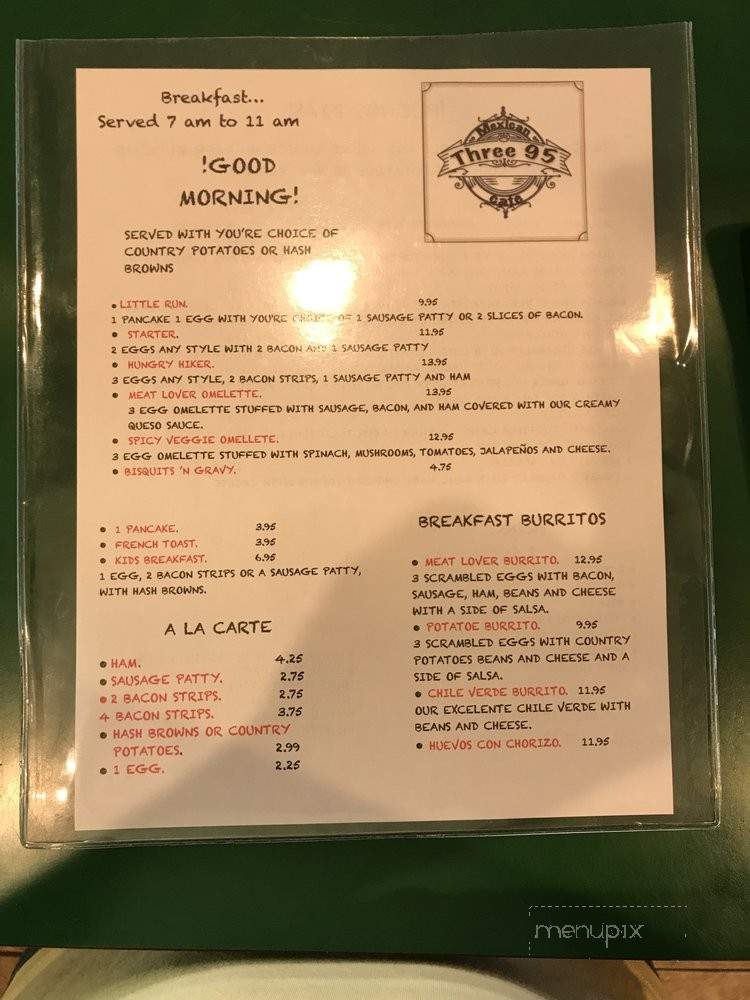 Breakfast...
Served 7 am to 11 am
!GOOD
MORNING!
Mexican
Three 95
Cafe
SERVED WITH YOU'RE CHOICE OF
COUNTRY POTATOES OR HASH
BROWNS
• LITTLE RUN. 9.95
1 PANCAKE 1 EGG WITH YOU'RE CHOICE OF 1 SAUSAGE PATTY OR 2 SLICES OF BACON.
• STARTER. 11.95
2 EGGS ANY STYLE WITH 2 BACON AND 1 SAUSAGE PATTY
• HUNGRY HIKER. 13.95
3 EGGS ANY STYLE, 2 BACON STRIPS, 1 SAUSAGE PATTY AND HAM
• MEAT LOVER OMELETTE. 13.95
3 EGG OMELETTE STUFFED WITH SAUSAGE, BACON, AND HAM COVERED WITH OUR CREAMY
QUESO SAUCE.
• SPICY VEGGIE OMELLETE. 12.95
3 EGG OMELETTE STUFFED WITH SPINACH, MUSHROOMS, TOMATOES, JALAPEÑOS AND CHEESE.
• BISQUITS 'N GRAVY. 4.75
• 1 PANCAKE. 3.95
• FRENCH TOAST. 3.95
• KIDS BREAKFAST. 6.95
1 EGG, 2 BACON STRIPS OR A SAUSAGE PATTY,
WITH HASH BROWNS.
A LA CARTE
• HAM. 4.25
• SAUSAGE PATTY. 2.75
• 2 BACON STRIPS. 2.75
4 BACON STRIPS. 3.75
• HASH BROWNS OR COUNTRY
POTATOES. 2.99
• 1 EGG. 2.25
BREAKFAST BURRITOS
• MEAT LOVER BURRITO. 12.95
3 SCRAMBLED EGGS WITH BACON,
SAUSAGE, HAM, BEANS AND CHEESE
WITH A SIDE OF SALSA.
• POTATOE BURRITO. 9.95
3 SCRAMBLED EGGS WITH COUNTRY
POTATOES BEANS AND CHEESE AND A
SIDE OF SALSA.
• CHILE VERDE BURRITO. 11.95
OUR EXCELENTE CHILE VERDE WITH
BEANS AND CHEESE.
• HUEVOS CON CHORIZO. 11.95
menupix